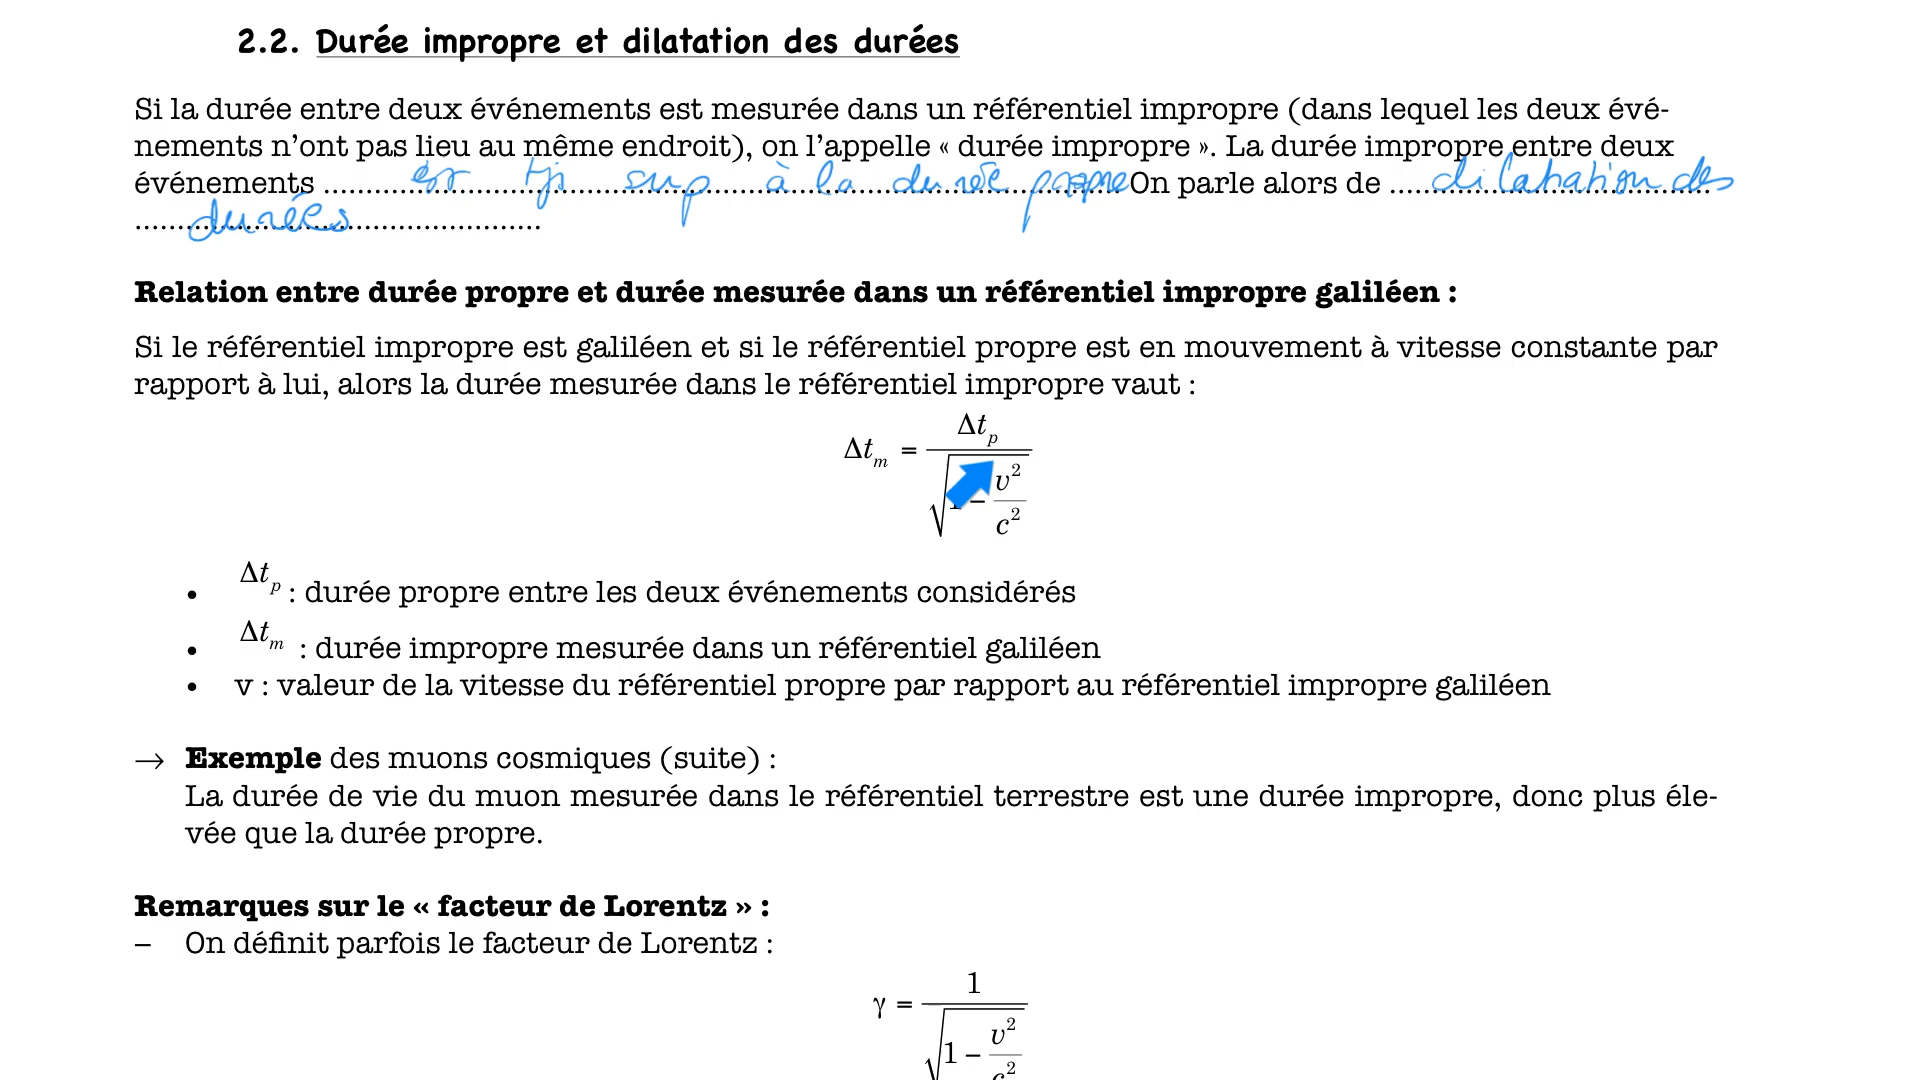 2.2. Durée impropre et dilatation des durées
Si la durée entre deux événements est mesurée dans un référentiel impropre (dans lequel les deux évé-
nements n’ont pas lieu au même endroit), on l’appelle « durée impropre ». La durée impropre entre deux
événements ........ est tjs sup à la durée propre On parle alors de ........ dilatation des
........ durées ........
Relation entre durée propre et durée mesurée dans un référentiel impropre galiléen :
Si le référentiel impropre est galiléen et si le référentiel propre est en mouvement à vitesse constante par
rapport à lui, alors la durée mesurée dans le référentiel impropre vaut :
Δt_m = Δt_p / √(1 − v²/c²)
• Δt_p : durée propre entre les deux événements considérés
• Δt_m : durée impropre mesurée dans un référentiel galiléen
• v : valeur de la vitesse du référentiel propre par rapport au référentiel impropre galiléen
→ Exemple des muons cosmiques (suite) :
La durée de vie du muon mesurée dans le référentiel terrestre est une durée impropre, donc plus éle-
vée que la durée propre.
Remarques sur le « facteur de Lorentz » :
– On définit parfois le facteur de Lorentz :
γ = 1 / √(1 − v²/c²)